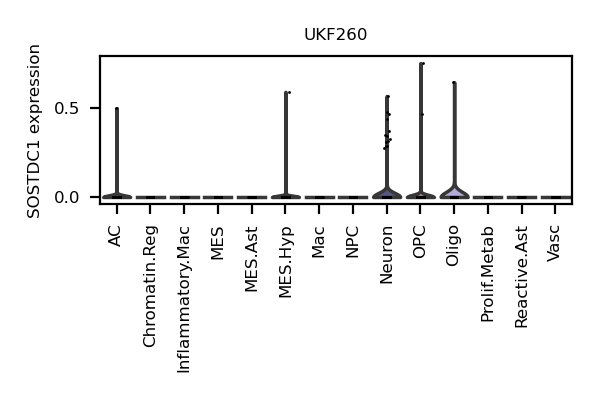 UKF260
SOSTDC1 expression
0.5
0.0
AC
Chromatin.Reg
Inflammatory.Mac
MES
MES.Ast
MES.Hyp
Mac
NPC
Neuron
OPC
Oligo
Prolif.Metab
Reactive.Ast
Vasc